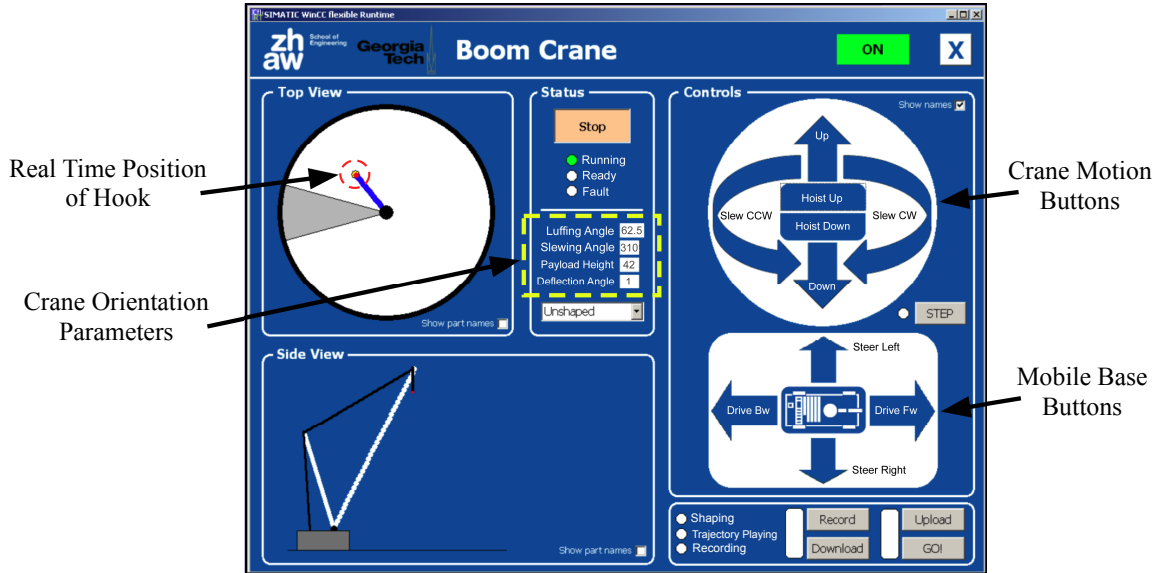 SIMATIC WinCC flexible Runtime
zh
aw
School of
Engineering
Georgia
Tech
Boom Crane
ON
X
Top View
Show part names
Status
Stop
Running
Ready
Fault
Luffing Angle 62.5
Slewing Angle 310
Payload Height 42
Deflection Angle 1
Unshaped
Controls
Show names
Up
Slew CCW
Hoist Up
Hoist Down
Slew CW
Down
STEP
Steer Left
Drive Bw
Drive Fw
Steer Right
Side View
Show part names
Shaping
Trajectory Playing
Recording
Record
Download
Upload
GO!
Real Time Position
of Hook
Crane Orientation
Parameters
Crane Motion
Buttons
Mobile Base
Buttons